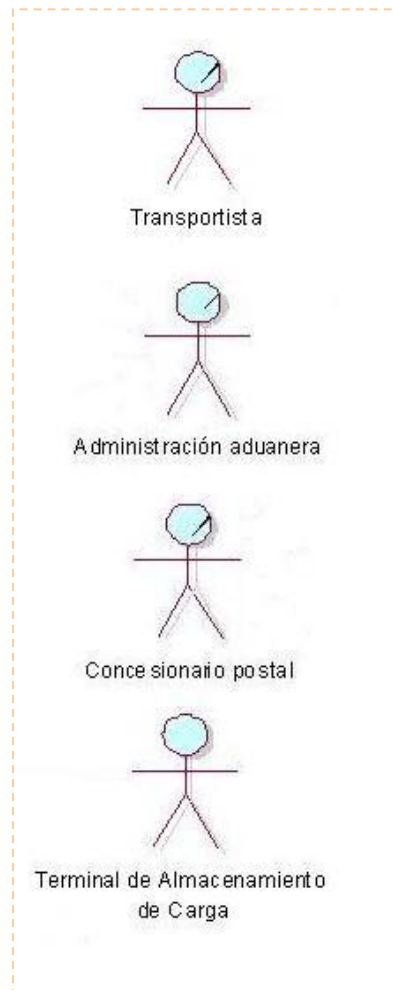 Transportista
Administración aduanera
Concesionario postal
Terminal de Almacenamiento
de Carga